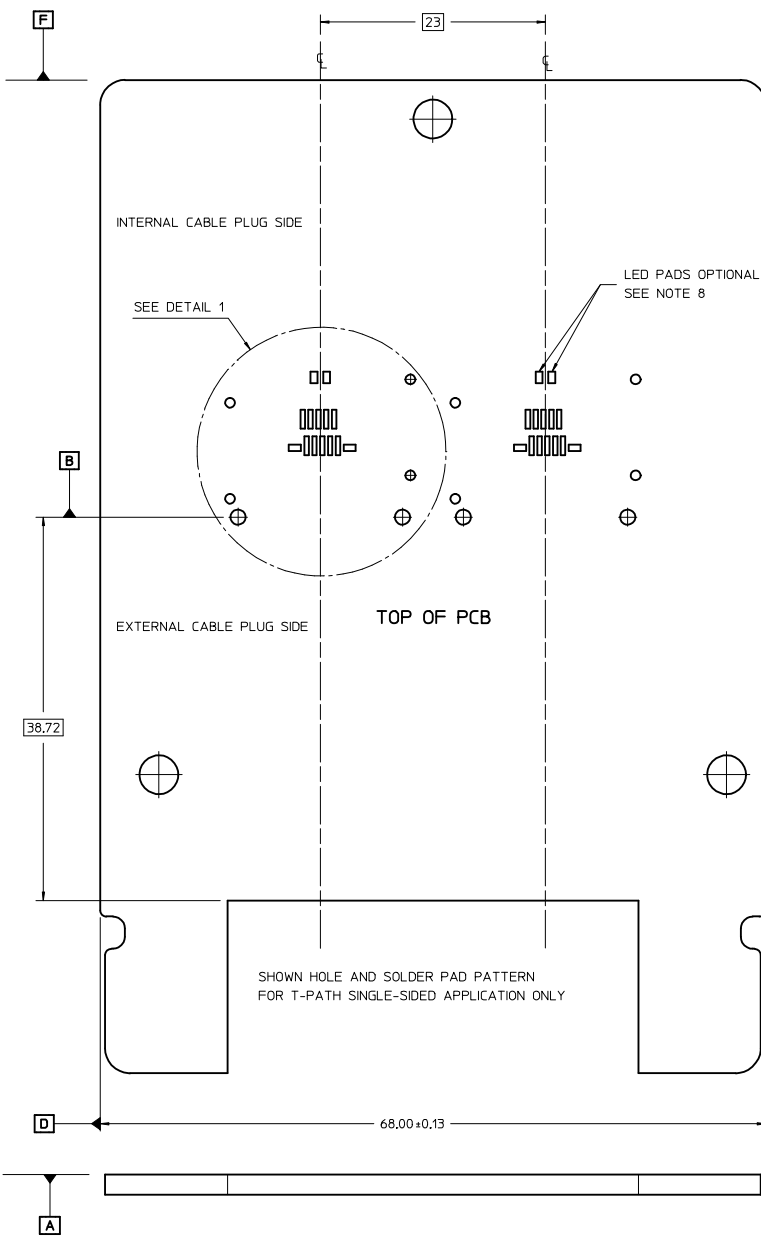 F
23
℄
℄
INTERNAL CABLE PLUG SIDE
LED PADS OPTIONAL
SEE NOTE 8
SEE DETAIL 1
B
TOP OF PCB
EXTERNAL CABLE PLUG SIDE
38.72
SHOWN HOLE AND SOLDER PAD PATTERN
FOR T-PATH SINGLE-SIDED APPLICATION ONLY
D
68.00±0.13
A